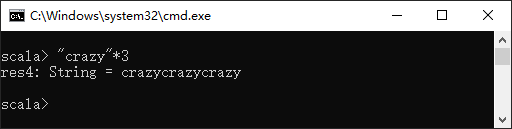 C:\Windows\system32\cmd.exe
scala> "crazy"*3
res4: String = crazycrazycrazy
scala>